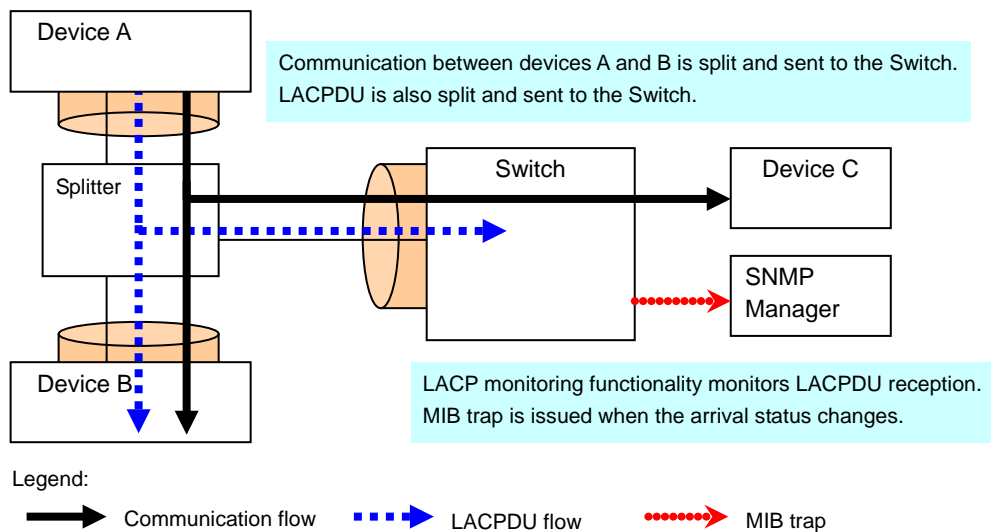 Device A
Communication between devices A and B is split and sent to the Switch.
LACPDU is also split and sent to the Switch.
Splitter
Switch
Device C
SNMP
Manager
Device B
LACP monitoring functionality monitors LACPDU reception.
MIB trap is issued when the arrival status changes.
Legend:
Communication flow
LACPDU flow
MIB trap